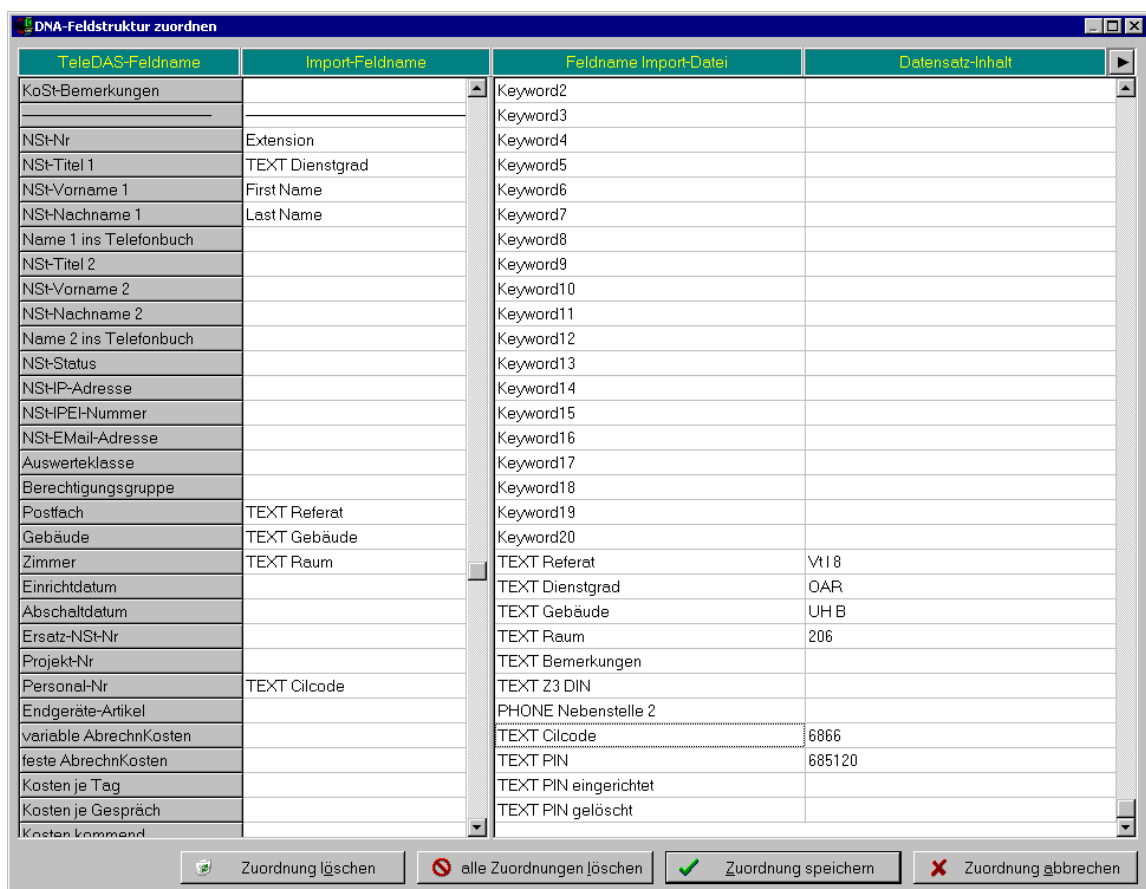 DNA-Feldstruktur zuordnen
TeleDAS-Feldname Import-Feldname Feldname Import-Datei Datensatz-Inhalt
KoSt-Bemerkungen Keyword2
Keyword3
NSt-Nr Extension Keyword4
NSt-Titel 1 TEXT Dienstgrad Keyword5
NSt-Vorname 1 First Name Keyword6
NSt-Nachname 1 Last Name Keyword7
Name 1 ins Telefonbuch Keyword8
NSt-Titel 2 Keyword9
NSt-Vorname 2 Keyword10
NSt-Nachname 2 Keyword11
Name 2 ins Telefonbuch Keyword12
NSt-Status Keyword13
NSt-IP-Adresse Keyword14
NSt-IPEI-Nummer Keyword15
NSt-EMail-Adresse Keyword16
Auswerteklasse Keyword17
Berechtigungsgruppe Keyword18
Postfach TEXT Referat Keyword19
Gebäude TEXT Gebäude Keyword20
Zimmer TEXT Raum TEXT Referat Vt I 8
Einrichtdatum TEXT Dienstgrad OAR
Abschaltdatum TEXT Gebäude UH B
Ersatz-NSt-Nr TEXT Raum 206
Projekt-Nr TEXT Bemerkungen
Personal-Nr TEXT Cilcode TEXT Z3 DIN
Endgeräte-Artikel PHONE Nebenstelle 2
variable AbrechnKosten TEXT Cilcode 6866
feste AbrechnKosten TEXT PIN 685120
Kosten je Tag TEXT PIN eingerichtet
Kosten je Gespräch TEXT PIN gelöscht
Kosten kommend
Zuordnung löschen alle Zuordnungen löschen Zuordnung speichern Zuordnung abbrechen